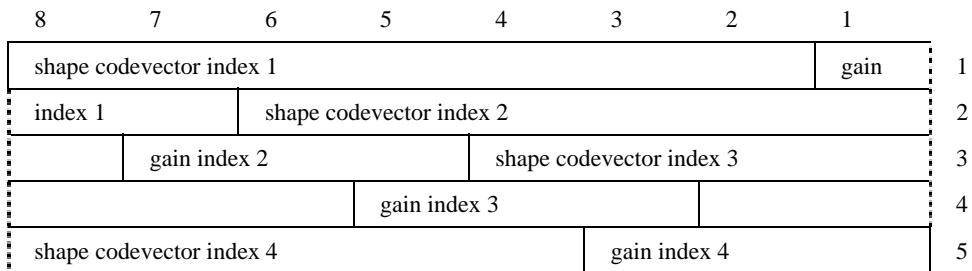 8 7 6 5 4 3 2 1
shape codevector index 1 gain 1
index 1 shape codevector index 2 2
gain index 2 shape codevector index 3 3
gain index 3 4
shape codevector index 4 gain index 4 5